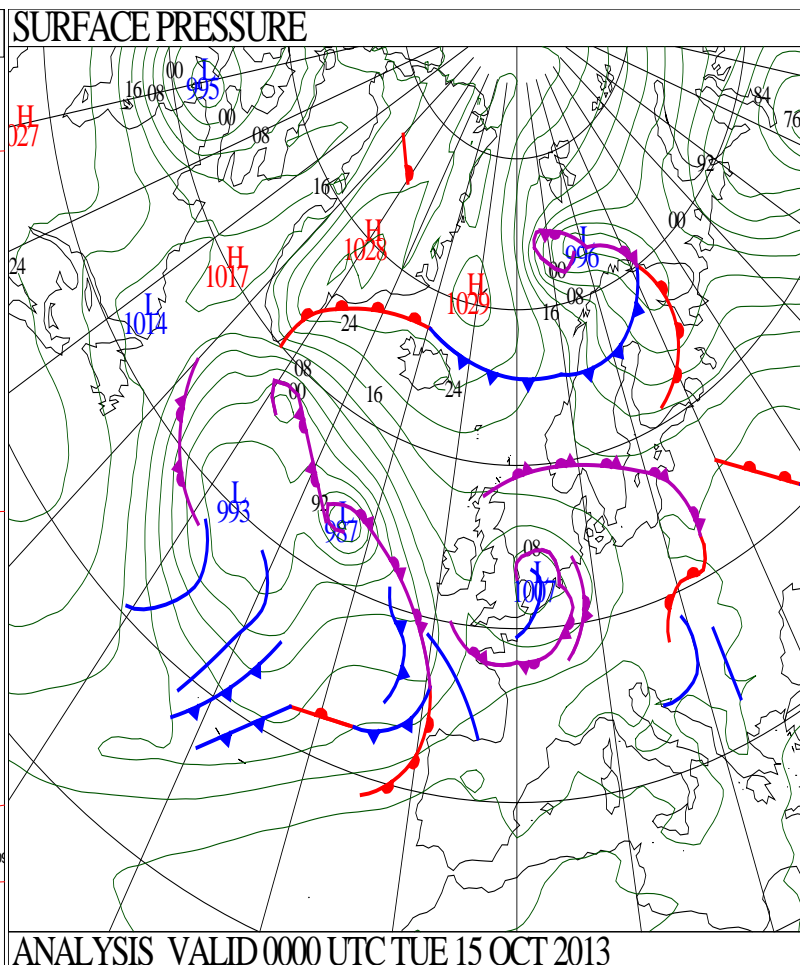 SURFACE PRESSURE
00
L
995
16
08
84
H
027
00
76
08
92
16
00
H
1028
L
996
H
1017
24
00
H
1029
08
L
1014
16
24
08
00
16
24
L
993
92
L
987
08
L
1007
ANALYSIS VALID 0000 UTC TUE 15 OCT 2013